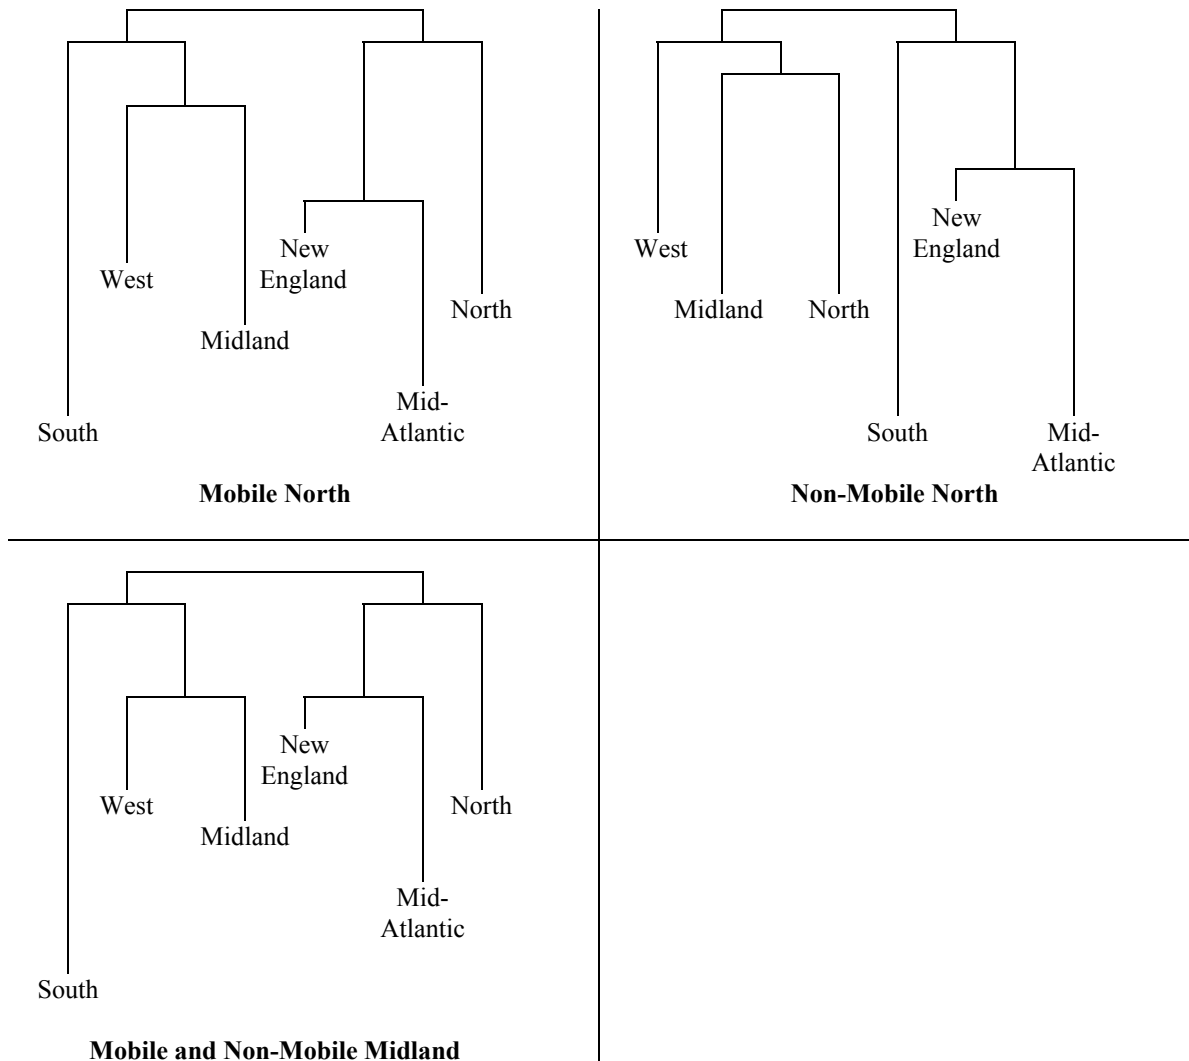 New
England
West
North
Midland
Mid-
Atlantic
South
Mobile North
New
England
West
Midland
North
South
Mid-
Atlantic
Non-Mobile North
New
England
West
North
Midland
Mid-
Atlantic
South
Mobile and Non-Mobile Midland